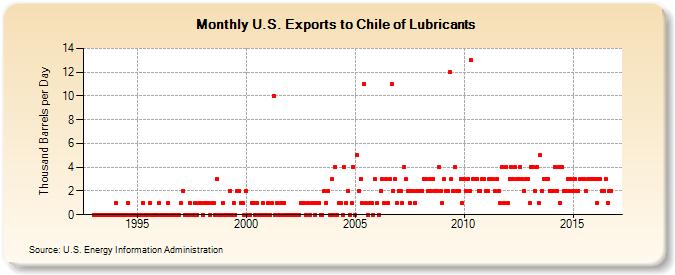 Monthly U.S. Exports to Chile of Lubricants
Thousand Barrels per Day
14
12
10
8
6
4
2
0
1995 2000 2005 2010 2015
Source: U.S. Energy Information Administration